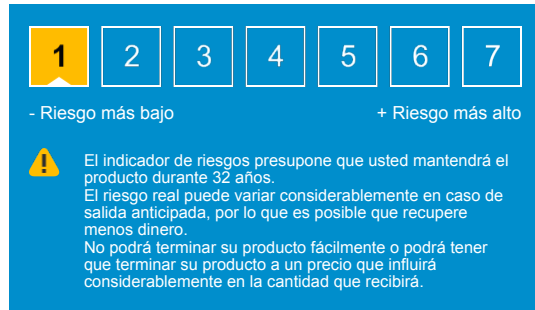 1 2 3 4 5 6 7
- Riesgo más bajo + Riesgo más alto
El indicador de riesgos presupone que usted mantendrá el
producto durante 32 años.
El riesgo real puede variar considerablemente en caso de
salida anticipada, por lo que es posible que recupere
menos dinero.
No podrá terminar su producto fácilmente o podrá tener
que terminar su producto a un precio que influirá
considerablemente en la cantidad que recibirá.